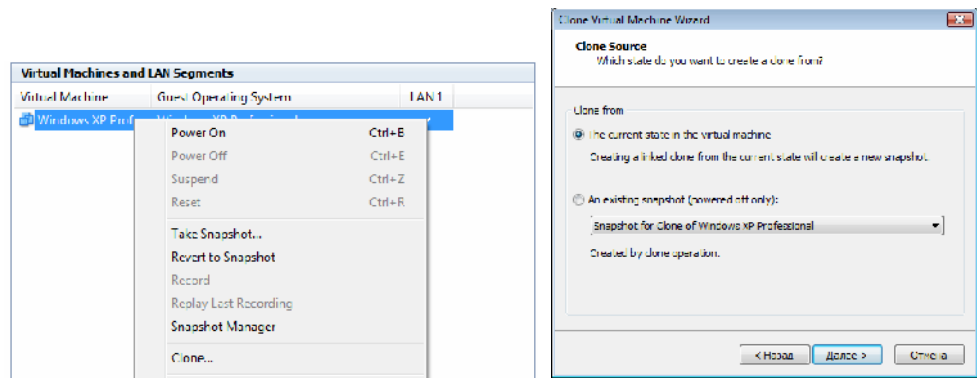 Virtual Machines and LAN Segments
Virtual Machine Guest Operating System LAN 1
Windows XP Prof
Power On Ctrl+B
Power Off Ctrl+E
Suspend Ctrl+Z
Reset Ctrl+R
Take Snapshot...
Revert to Snapshot
Record
Replay Last Recording
Snapshot Manager
Clone...
Clone Virtual Machine Wizard
Clone Source
Which state do you want to create a clone from?
Clone from
The current state in the virtual machine
Creating a linked clone from the current state will create a new snapshot.
An existing snapshot (powered off only):
Snapshot for Clone of Windows XP Professional
Created by clone operation.
< Назад Далее > Отмена